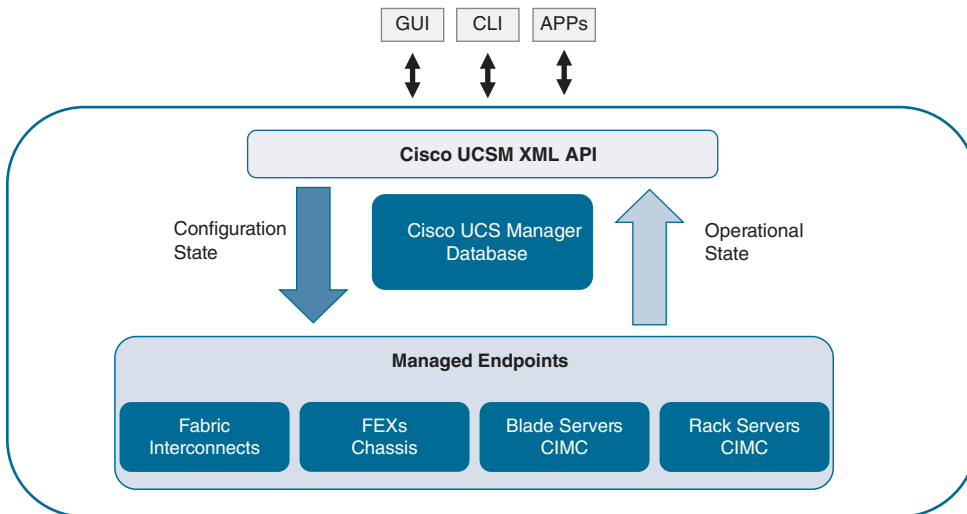 GUI
CLI
APPs
Cisco UCSM XML API
Configuration
State
Cisco UCS Manager
Database
Operational
State
Managed Endpoints
Fabric
Interconnects
FEXs
Chassis
Blade Servers
CIMC
Rack Servers
CIMC